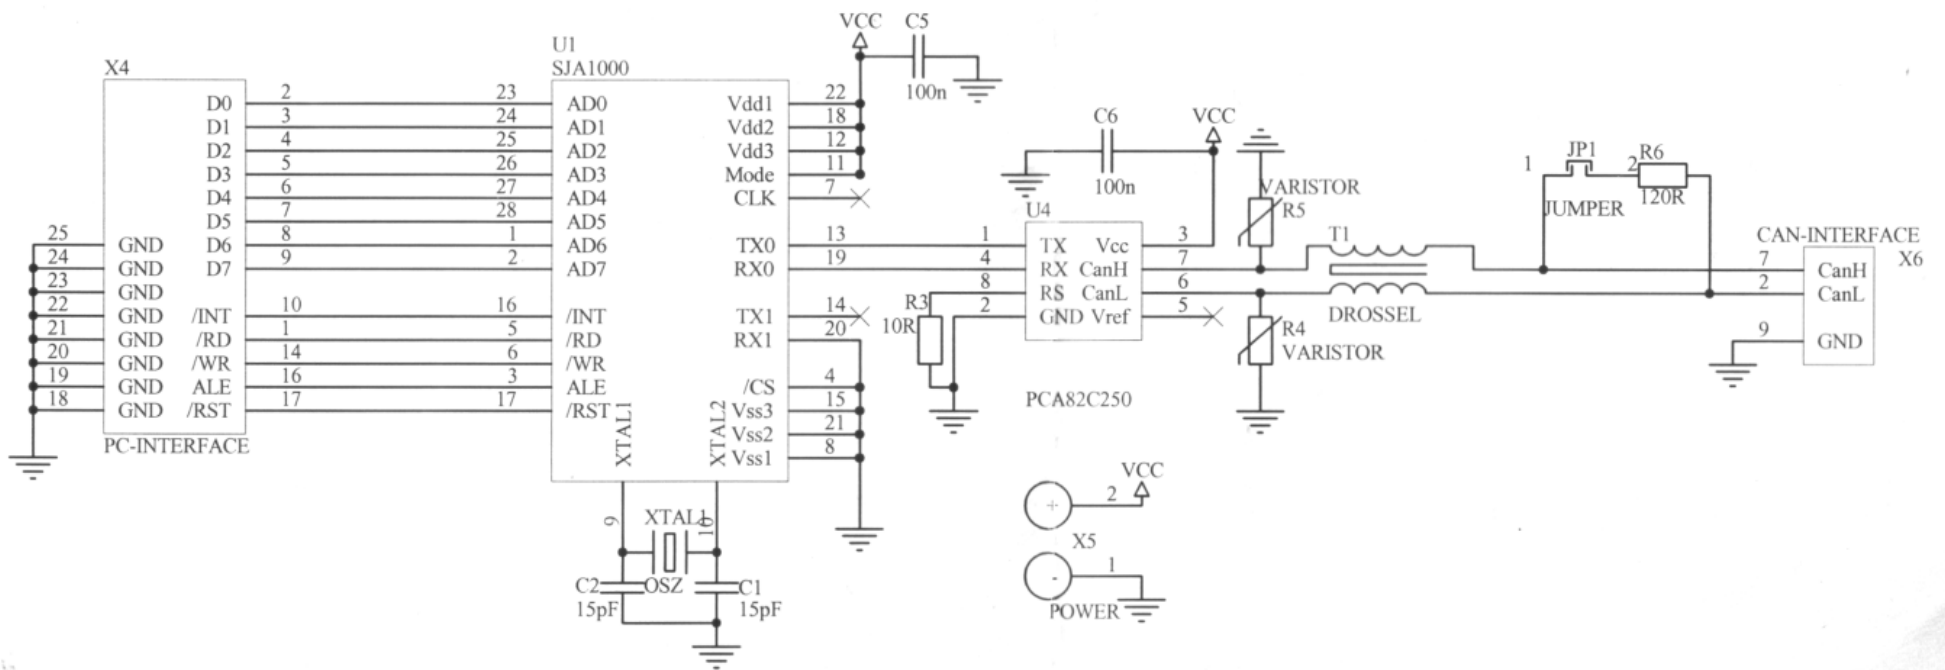 X4
D0 2
D1 3
D2 4
D3 5
D4 6
D5 7
25 GND D6 8
24 GND D7 9
23 GND
22 GND /INT 10
21 GND /RD 1
20 GND /WR 14
19 GND ALE 16
18 GND /RST 17
PC-INTERFACE
U1
SJA1000
23 AD0 Vdd1 22
24 AD1 Vdd2 18
25 AD2 Vdd3 12
26 AD3 Mode 11
27 AD4 CLK 7
28 AD5
1 AD6 TX0 13
2 AD7 RX0 19
16 /INT TX1 14
5 /RD RX1 20
6 /WR
3 ALE /CS 4
17 /RST Vss3 15
Vss2 21
Vss1 8
XTAL1
XTAL2
9
10
XTAL1
OSZ
C2
15pF
C1
15pF
VCC
C5
100n
C6
100n
VCC
U4
1 TX Vcc 3
4 RX CanH 7
8 RS CanL 6
2 GND Vref 5
PCA82C250
R3
10R
VARISTOR
R5
R4
VARISTOR
T1
DROSSEL
1 JP1 2
JUMPER
R6
120R
CAN-INTERFACE
X6
7 CanH
2 CanL
9 GND
VCC
+ 2
X5
- 1
POWER